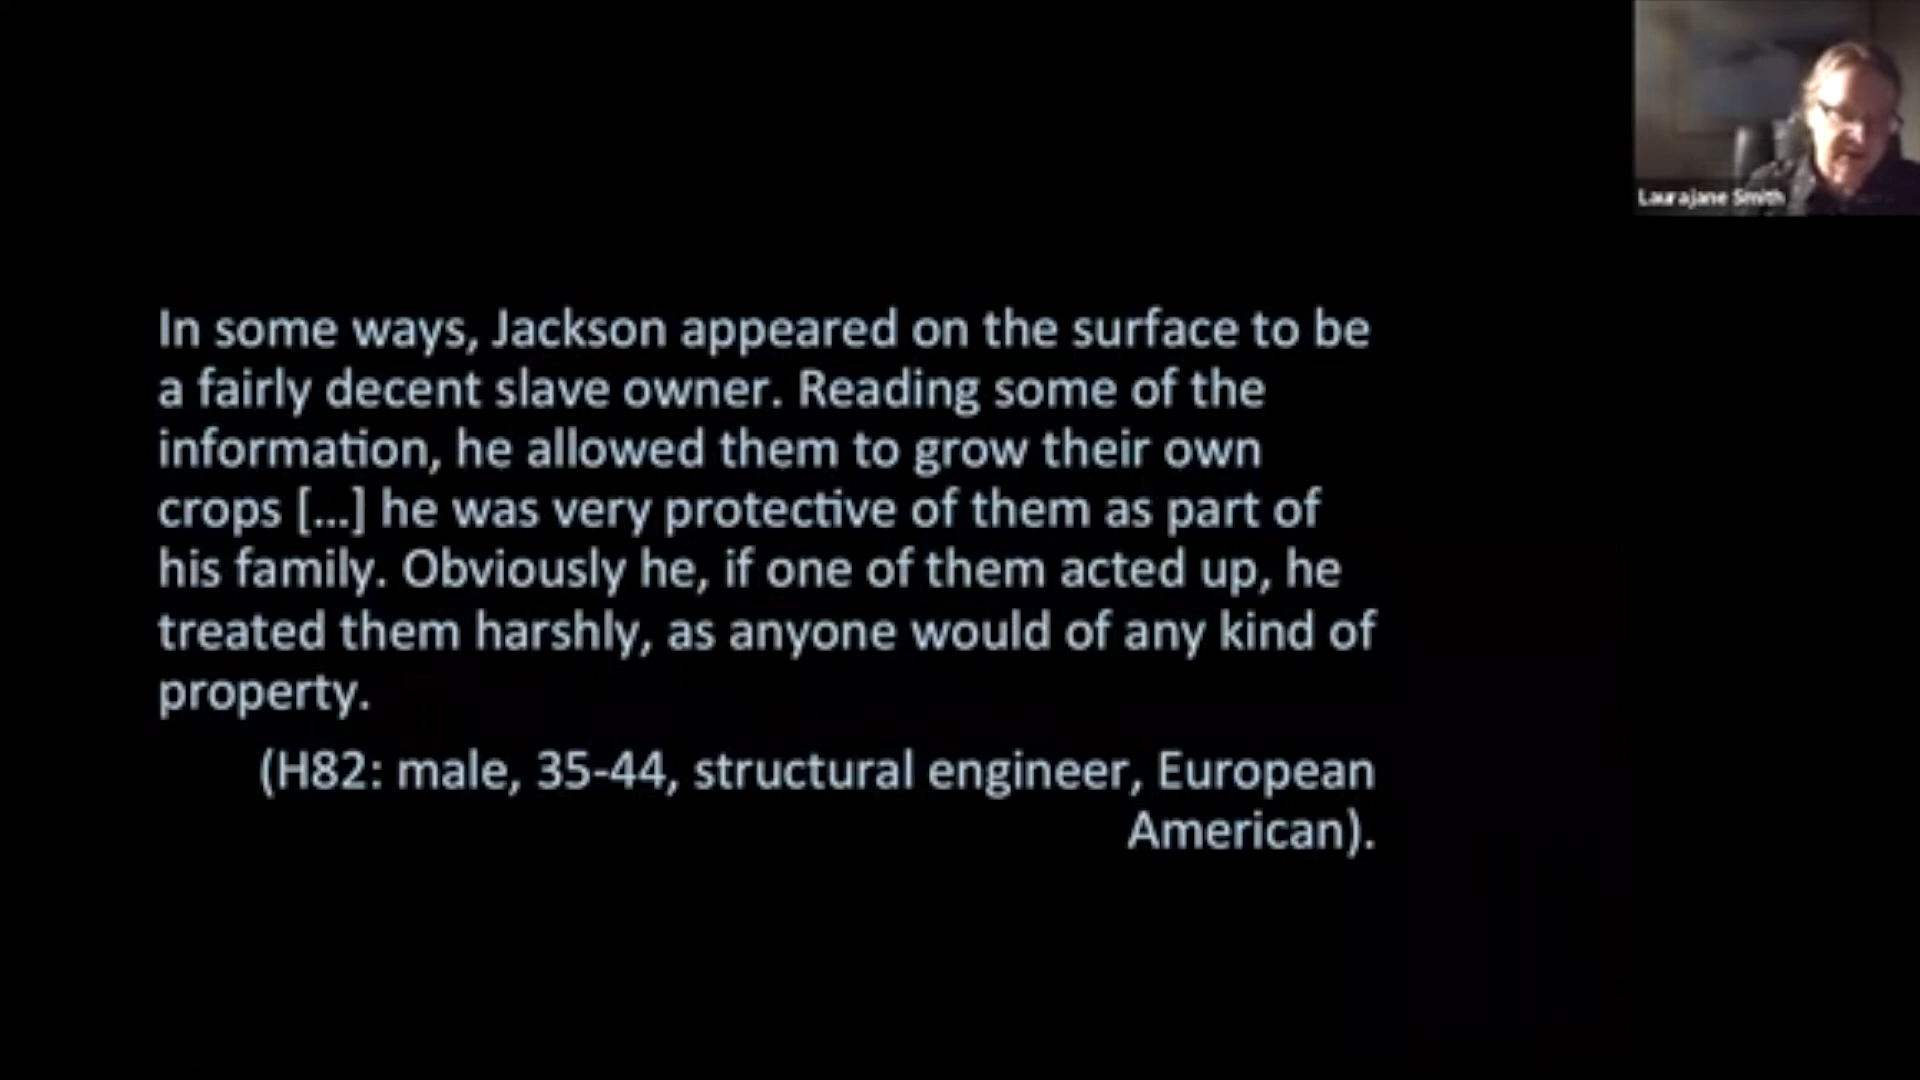 Laurajane Smith
In some ways, Jackson appeared on the surface to be
a fairly decent slave owner. Reading some of the
information, he allowed them to grow their own
crops [...] he was very protective of them as part of
his family. Obviously he, if one of them acted up, he
treated them harshly, as anyone would of any kind of
property.
(H82: male, 35-44, structural engineer, European
American).